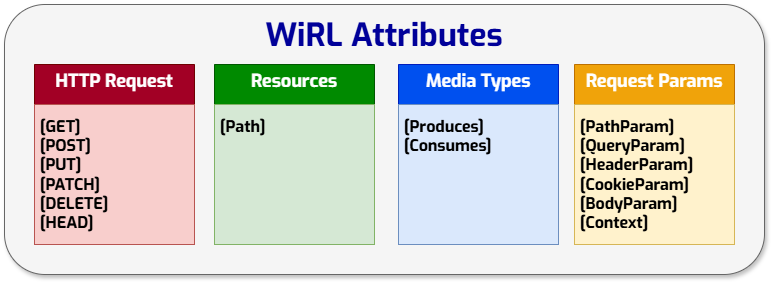 WiRL Attributes
HTTP Request
[GET]
[POST]
[PUT]
[PATCH]
[DELETE]
[HEAD]
Resources
[Path]
Media Types
[Produces]
[Consumes]
Request Params
[PathParam]
[QueryParam]
[HeaderParam]
[CookieParam]
[BodyParam]
[Context]